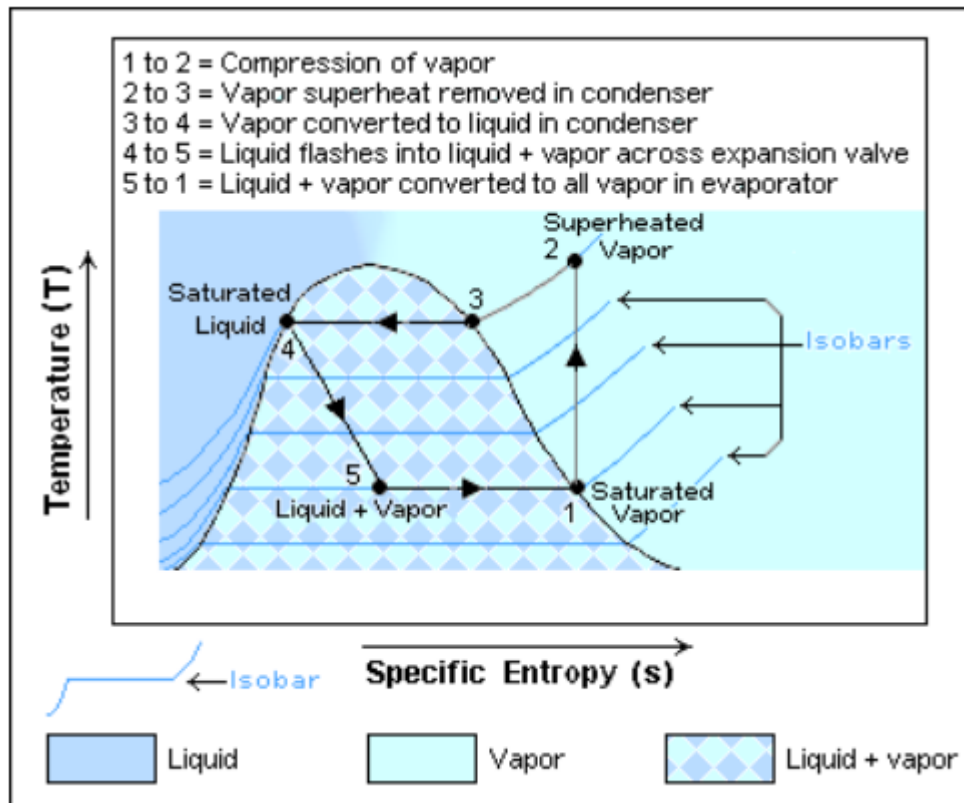 1 to 2 = Compression of vapor
2 to 3 = Vapor superheat removed in condenser
3 to 4 = Vapor converted to liquid in condenser
4 to 5 = Liquid flashes into liquid + vapor across expansion valve
5 to 1 = Liquid + vapor converted to all vapor in evaporator
Superheated
2 Vapor
Saturated
Liquid
3
4
Isobars
5
Liquid + Vapor
1
Saturated
Vapor
Temperature (T)
Specific Entropy (s)
Isobar
Liquid
Vapor
Liquid + vapor